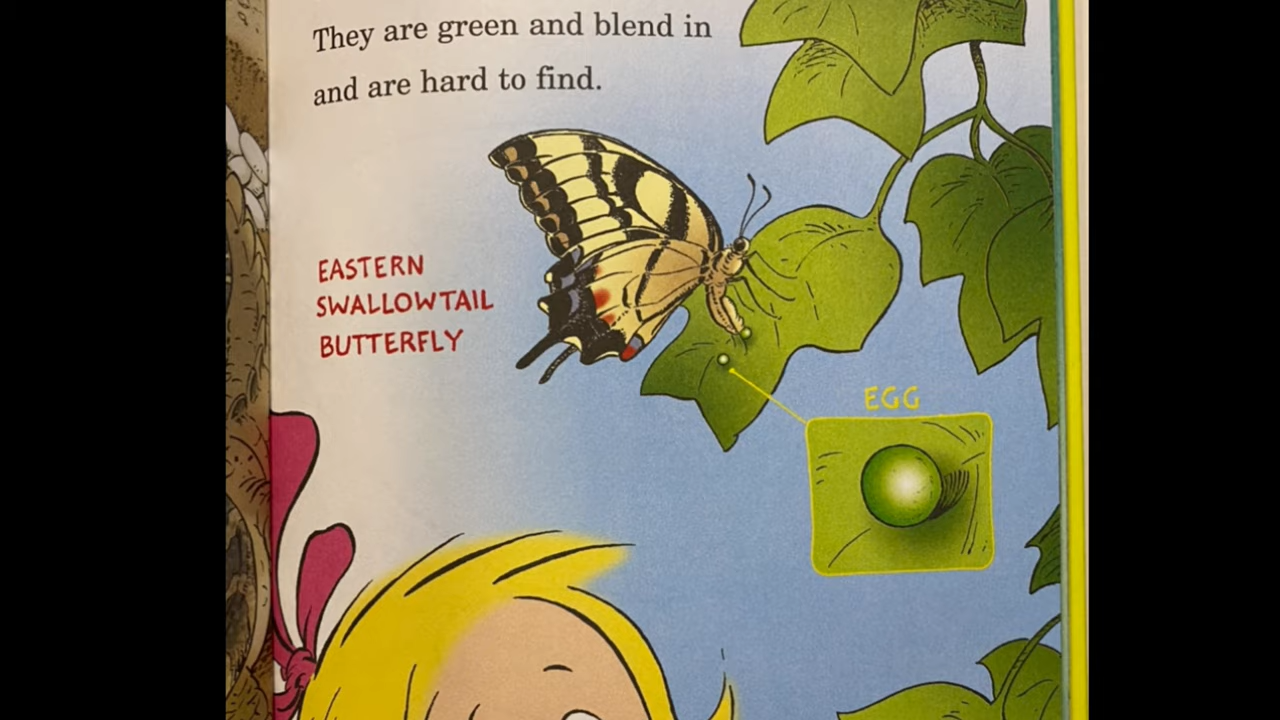 They are green and blend in
and are hard to find.
EASTERN
SWALLOWTAIL
BUTTERFLY
EGG